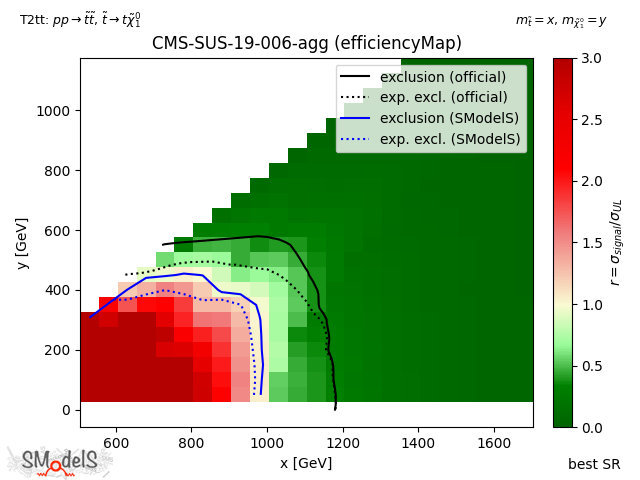 T2tt: pp → t̃t̃, t̃ → tχ̃₁⁰
m_t̃ = x, m_χ̃₁⁰ = y
CMS-SUS-19-006-agg (efficiencyMap)
exclusion (official)
exp. excl. (official)
exclusion (SModelS)
exp. excl. (SModelS)
y [GeV]
1000
800
600
400
200
0
600
800
1000
1200
1400
1600
x [GeV]
3.0
2.5
2.0
1.5
1.0
0.5
0.0
r = σ_signal/σ_UL
best SR
SModelS